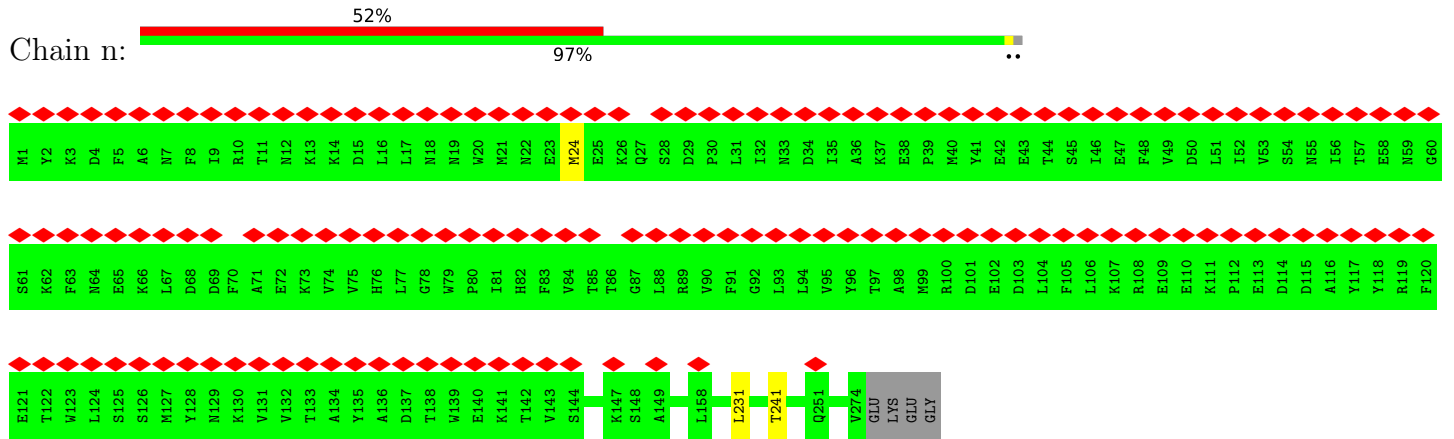 52%
Chain n:
97%
••
M1 Y2 K3 D4 F5 A6 N7 F8 I9 R10 T11 N12 K13 K14 D15 L16 L17 N18 N19 W20 M21 N22 E23 M24 E25 K26 Q27 S28 D29 P30 L31 I32 N33 D34 I35 A36 K37 E38 P39 M40 Y41 E42 E43 T44 S45 I46 E47 F48 V49 D50 L51 I52 V53 S54 N55 I56 T57 E58 N59 G60
S61 K62 F63 N64 E65 K66 L67 D68 D69 F70 A71 E72 K73 V74 V75 H76 L77 G78 W79 P80 I81 H82 F83 V84 T85 T86 G87 L88 R89 V90 F91 G92 L93 L94 V95 Y96 T97 A98 M99 R100 D101 E102 D103 L104 F105 L106 K107 R108 E109 E110 K111 P112 E113 D114 D115 A116 Y117 Y118 R119 F120
E121 T122 W123 L124 S125 S126 M127 Y128 N129 K130 V131 V132 T133 A134 Y135 A136 D137 T138 W139 E140 K141 T142 V143 S144 K147 S148 A149 L158 L231 T241 Q251 V274 GLU LYS GLU GLY